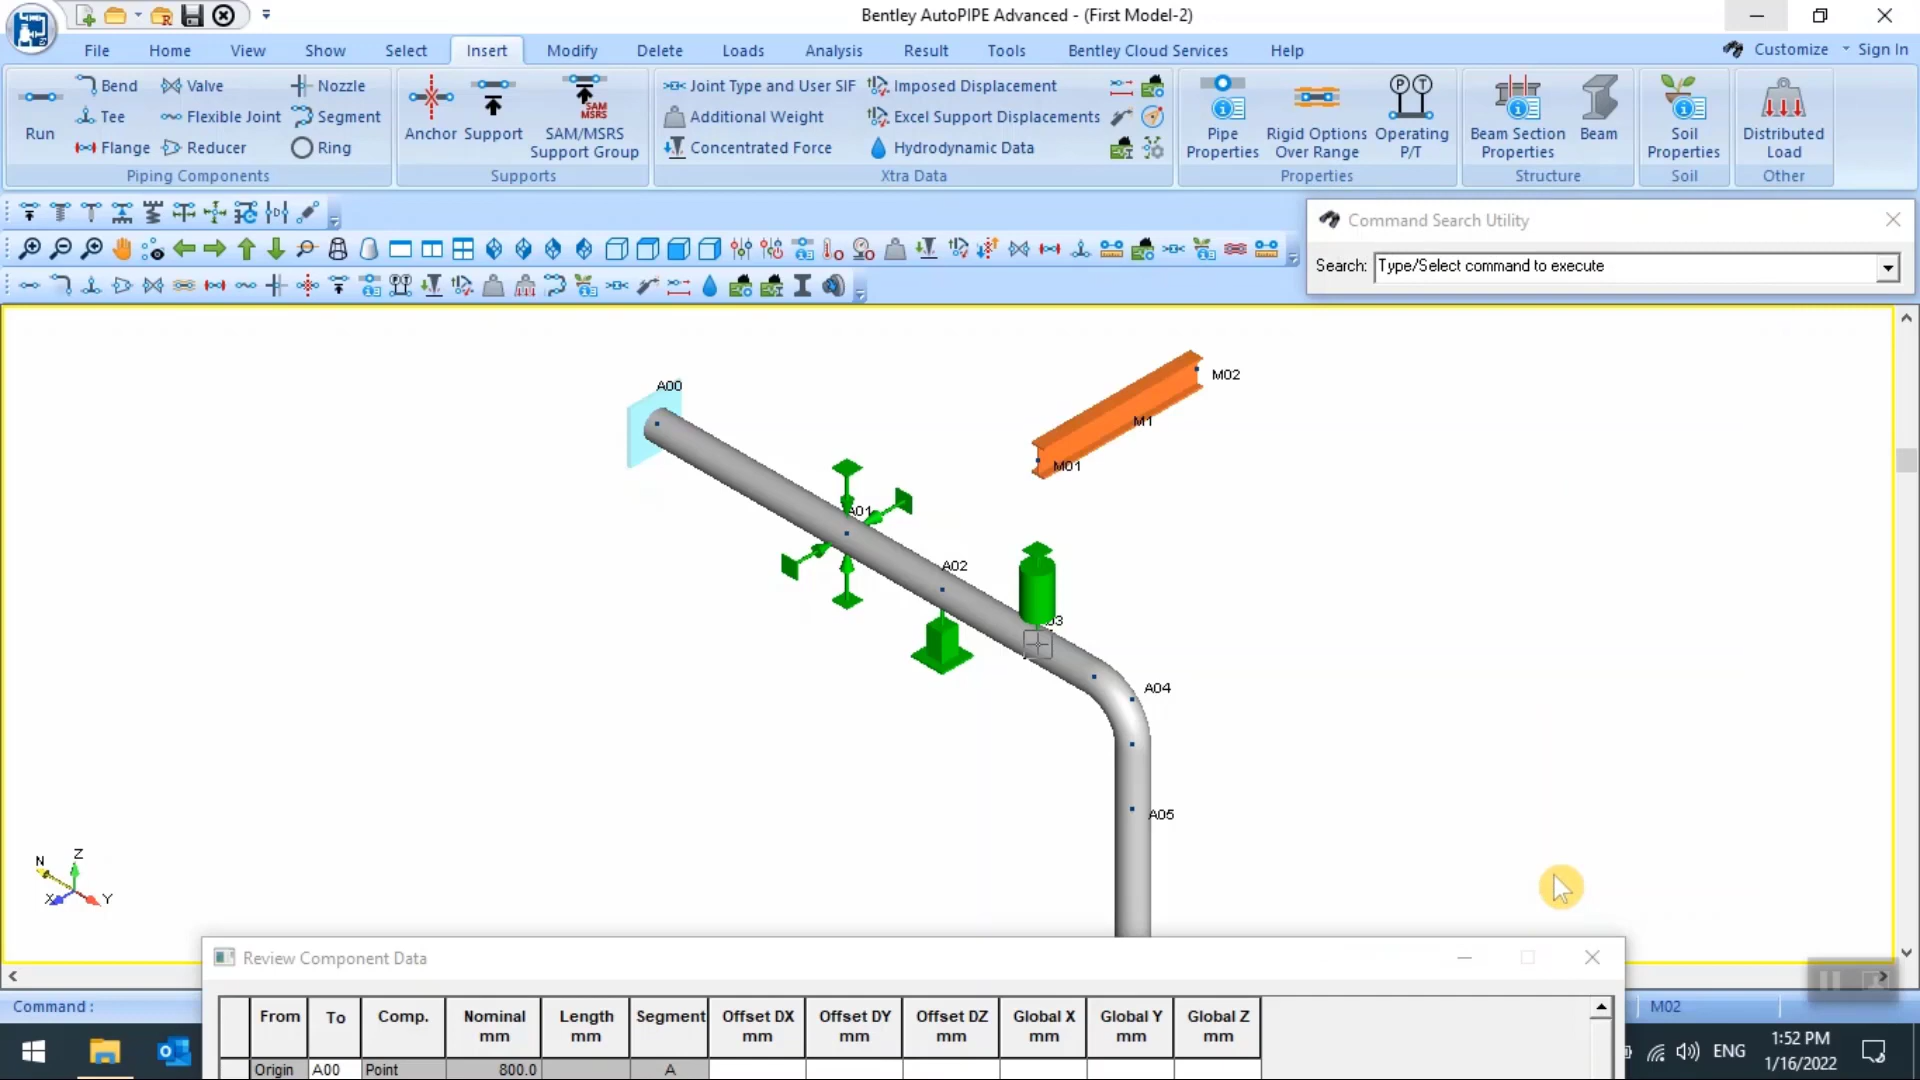 Bentley AutoPIPE Advanced - (First Model-2)
File Home View Show Select Insert Modify Delete Loads Analysis Result Tools Bentley Cloud Services Help Customize Sign In
Bend Valve Nozzle
Joint Type and User SIF Imposed Displacement
Tee Flexible Joint Segment
Additional Weight Excel Support Displacements
Flange Reducer Ring
Concentrated Force Hydrodynamic Data
Run
Anchor Support SAM/MSRS Support Group
SAM
MSRS
Pipe Properties
Rigid Options Over Range
P T
Operating P/T
Beam Section Properties
Beam
Soil Properties
Distributed Load
Piping Components Supports Xtra Data Properties Structure Soil Other
Command Search Utility
Search: Type/Select command to execute
A00
M02
M1
M01
A01
A02
A04
A05
N Z
X Y
Review Component Data
Command :
M02
From To Comp. Nominal mm Length mm Segment Offset DX mm Offset DY mm Offset DZ mm Global X mm Global Y mm Global Z mm
Origin A00 Point 800.0 A
ENG
1:52 PM
1/16/2022